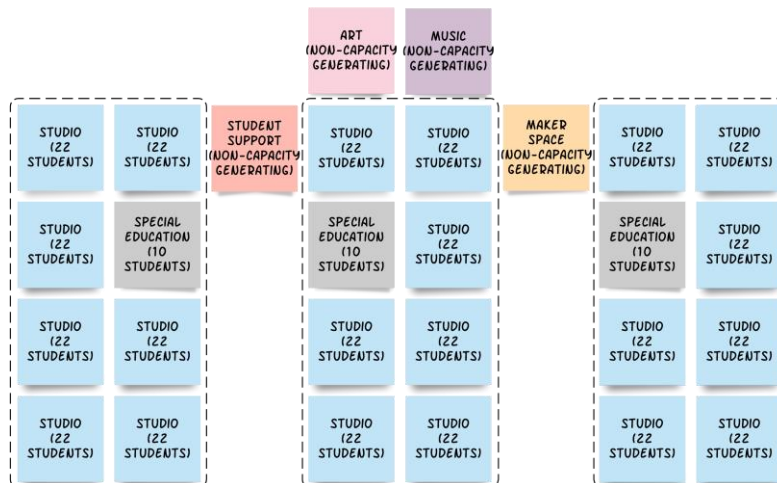 ART
(NON-CAPACITY
GENERATING)
MUSIC
(NON-CAPACITY
GENERATING)
STUDIO
(22
STUDENTS)
STUDIO
(22
STUDENTS)
STUDENT
SUPPORT
(NON-CAPACITY
GENERATING)
STUDIO
(22
STUDENTS)
STUDIO
(22
STUDENTS)
MAKER
SPACE
(NON-CAPACITY
GENERATING)
STUDIO
(22
STUDENTS)
STUDIO
(22
STUDENTS)
STUDIO
(22
STUDENTS)
SPECIAL
EDUCATION
(10
STUDENTS)
SPECIAL
EDUCATION
(10
STUDENTS)
STUDIO
(22
STUDENTS)
SPECIAL
EDUCATION
(10
STUDENTS)
STUDIO
(22
STUDENTS)
STUDIO
(22
STUDENTS)
STUDIO
(22
STUDENTS)
STUDIO
(22
STUDENTS)
STUDIO
(22
STUDENTS)
STUDIO
(22
STUDENTS)
STUDIO
(22
STUDENTS)
STUDIO
(22
STUDENTS)
STUDIO
(22
STUDENTS)
STUDIO
(22
STUDENTS)
STUDIO
(22
STUDENTS)
STUDIO
(22
STUDENTS)
STUDIO
(22
STUDENTS)